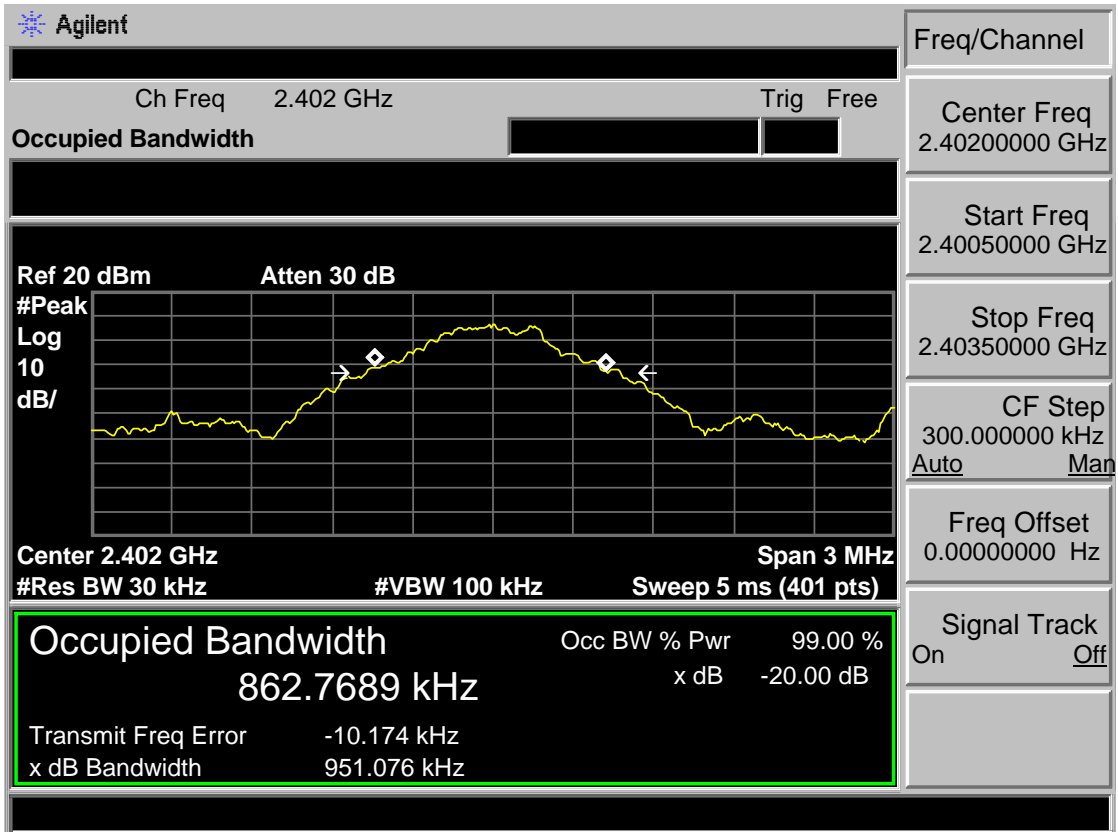 Agilent
Freq/Channel
Ch Freq 2.402 GHz Trig Free
Occupied Bandwidth
Center Freq
2.40200000 GHz
Start Freq
2.40050000 GHz
Stop Freq
2.40350000 GHz
CF Step
300.000000 kHz
Auto Man
Freq Offset
0.00000000 Hz
Signal Track
On Off
Ref 20 dBm Atten 30 dB
#Peak
Log
10
dB/
Center 2.402 GHz Span 3 MHz
#Res BW 30 kHz #VBW 100 kHz Sweep 5 ms (401 pts)
Occupied Bandwidth Occ BW % Pwr 99.00 %
862.7689 kHz x dB -20.00 dB
Transmit Freq Error -10.174 kHz
x dB Bandwidth 951.076 kHz